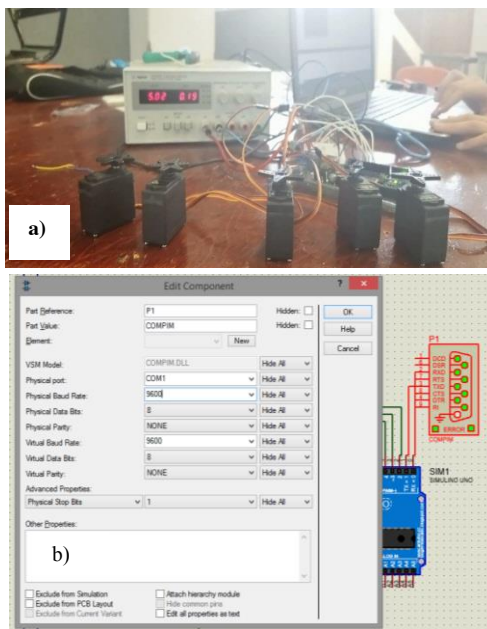 5.02 0.19
a)
Edit Component
? ×
Part Reference: P1 Hidden:
Part Value: COMPIM Hidden:
Element: New
VSM Model: COMPIM.DLL Hide All
Physical port: COM1 Hide All
Physical Baud Rate: 9600 Hide All
Physical Data Bits: 8 Hide All
Physical Parity: NONE Hide All
Virtual Baud Rate: 9600 Hide All
Virtual Data Bits: 8 Hide All
Virtual Parity: NONE Hide All
Advanced Properties:
Physical Stop Bits 1 Hide All
Other Properties:
b)
Exclude from Simulation Attach hierarchy module
Exclude from PCB Layout Hide common pins
Exclude from Current Variant Edit all properties as text
OK
Help
Cancel
P1
DCD
DSR
RXD
RTS
TXD
CTS
DTR
RI
ERROR
COMPIM
SIM1
SIMULINO UNO